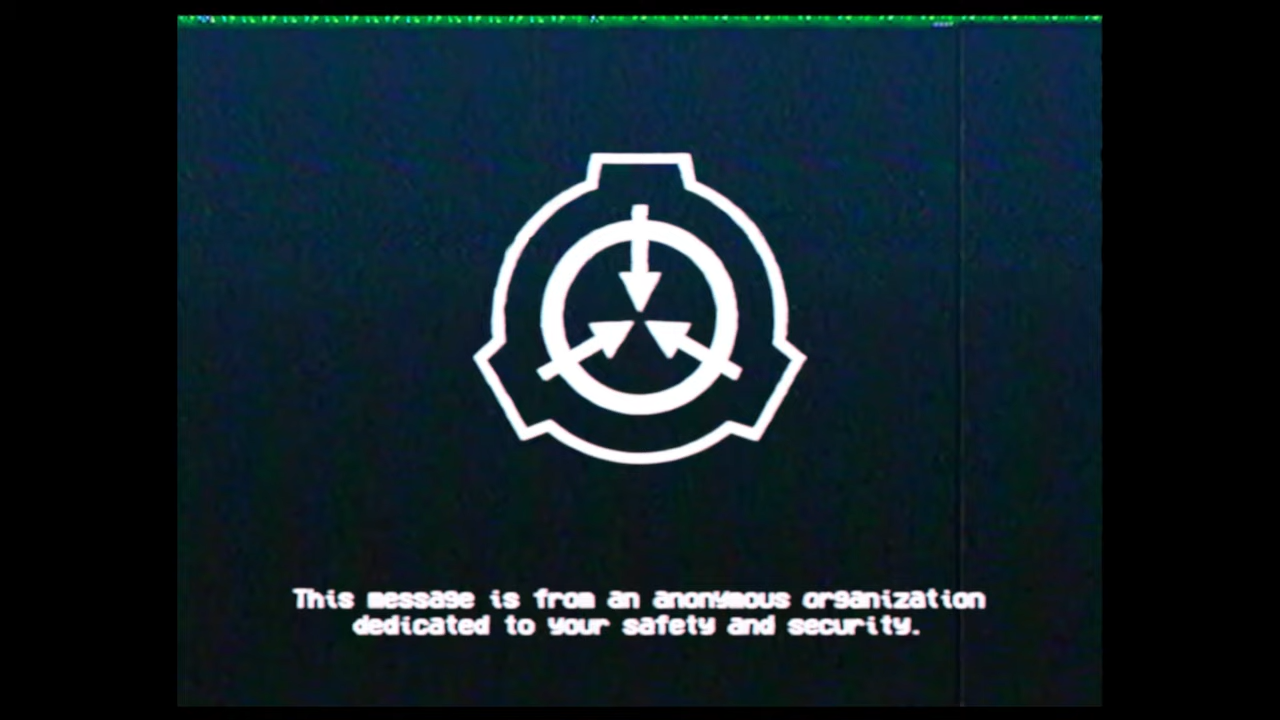 This message is from an anonymous organization
dedicated to your safety and security.